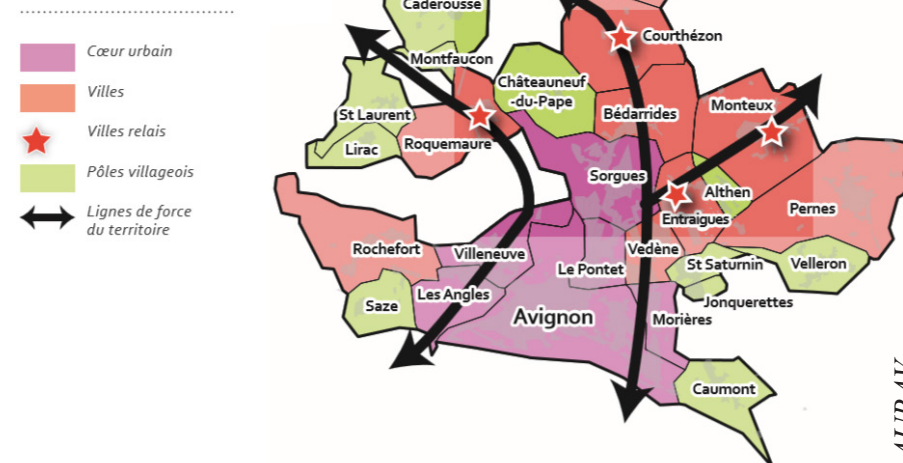 Cœur urbain
Villes
Villes relais
Pôles villageois
Lignes de force
du territoire
Caderousse
Courthézon
Montfaucon
Châteauneuf
-du-Pape
Monteux
St Laurent
Bédarrides
Lirac
Roquemaure
Sorgues
Althen
Entraigues
Pernes
Rochefort
Villeneuve
Vedène
Le Pontet
St Saturnin
Velleron
Saze
Les Angles
Jonquerettes
Avignon
Morières
Caumont
AURAV